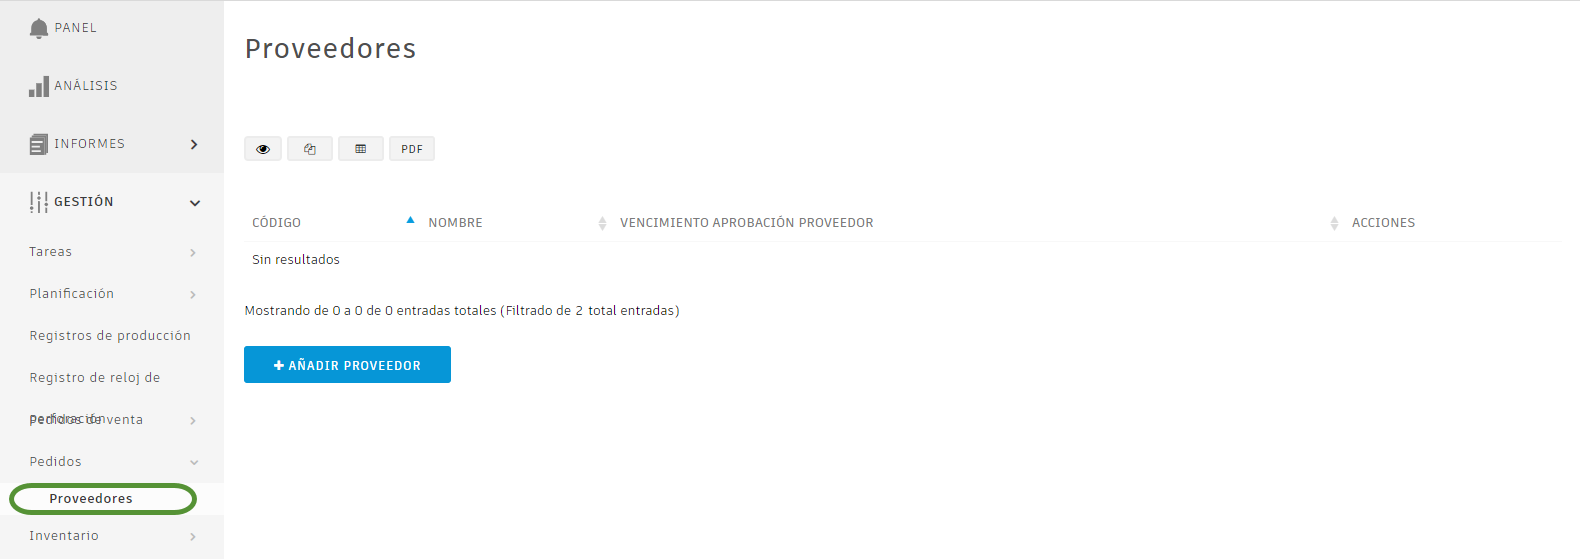 PANEL
ANÁLISIS
INFORMES
GESTIÓN
Tareas
Planificación
Registros de producción
Registro de reloj de
perforación
Pedidos de venta
Pedidos
Proveedores
Inventario
Proveedores
PDF
CÓDIGO NOMBRE VENCIMIENTO APROBACIÓN PROVEEDOR ACCIONES
Sin resultados
Mostrando de 0 a 0 de 0 entradas totales (Filtrado de 2 total entradas)
AÑADIR PROVEEDOR